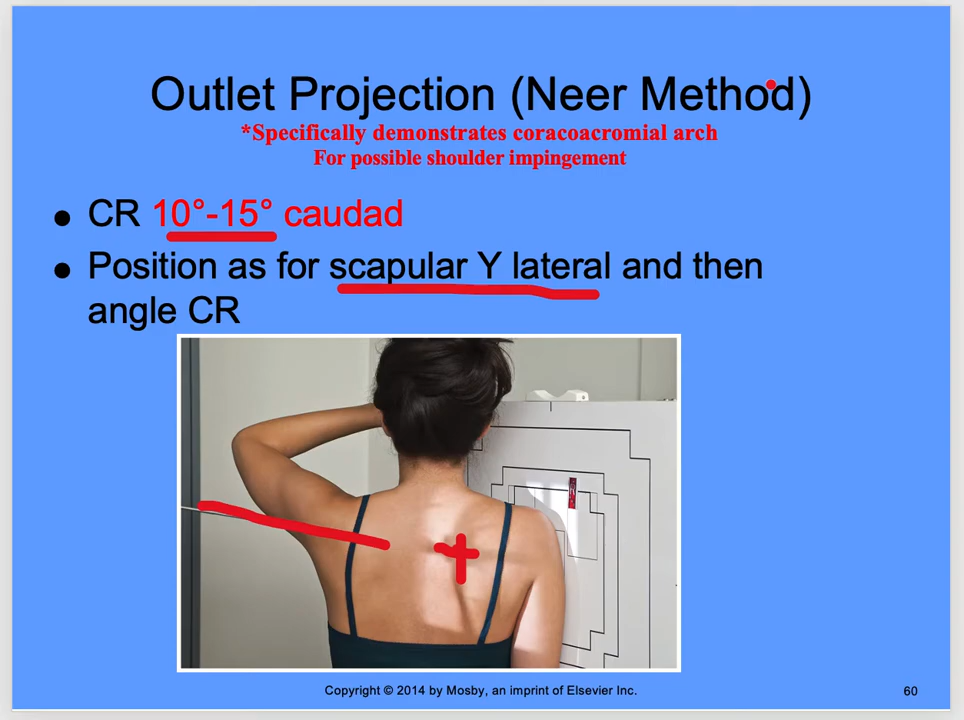 Outlet Projection (Neer Method)
*Specifically demonstrates coracoacromial arch
For possible shoulder impingement
● CR 10°-15° caudad
● Position as for scapular Y lateral and then
angle CR
Copyright © 2014 by Mosby, an imprint of Elsevier Inc.
60